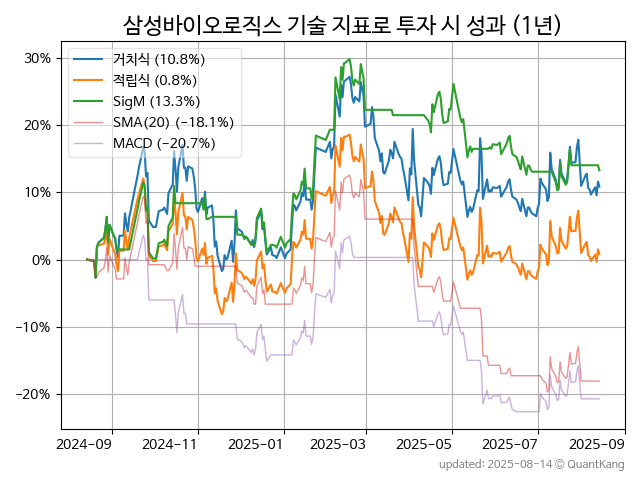 삼성바이오로직스 기술 지표로 투자 시 성과 (1년)
30%
20%
10%
0%
−10%
−20%
거치식 (10.8%)
적립식 (0.8%)
SigM (13.3%)
SMA(20) (−18.1%)
MACD (−20.7%)
2024-09
2024-11
2025-01
2025-03
2025-05
2025-07
2025-09
updated: 2025-08-14 © QuantKang